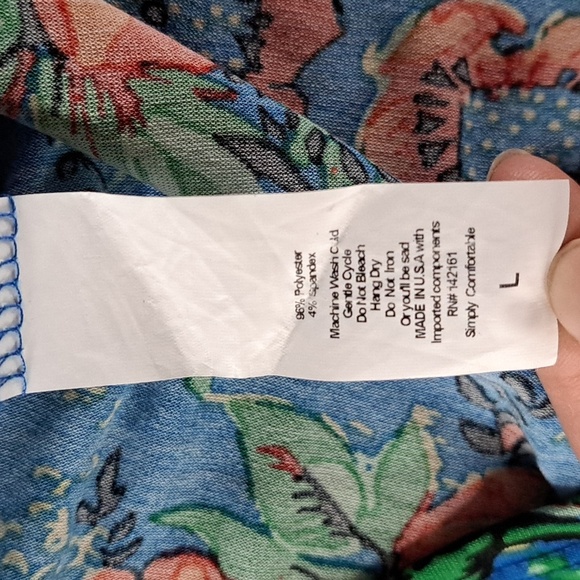 96% Polyester
4% Spandex
Machine Wash Cold
Gentle Cycle
Do Not Bleach
Hang Dry
Do Not Iron
Or you'll be sad
MADE IN U.S.A with
Imported components
RN# 142161
Simply Comfortable
L